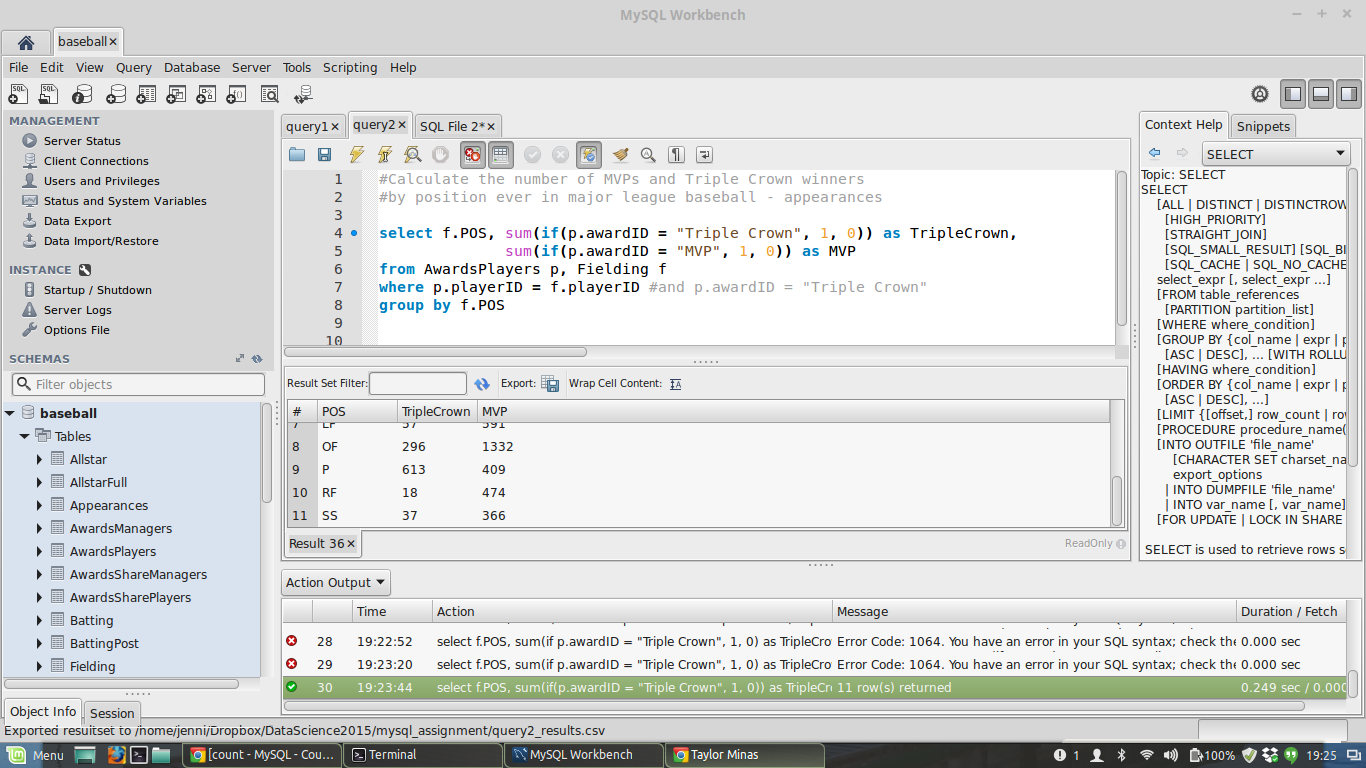 MySQL Workbench
baseball
File Edit View Query Database Server Tools Scripting Help
MANAGEMENT
Server Status
Client Connections
Users and Privileges
Status and System Variables
Data Export
Data Import/Restore
INSTANCE
Startup / Shutdown
Server Logs
Options File
SCHEMAS
Filter objects
baseball
Tables
Allstar
AllstarFull
Appearances
AwardsManagers
AwardsPlayers
AwardsShareManagers
AwardsSharePlayers
Batting
BattingPost
Fielding
Object Info Session
query1 query2 SQL File 2*
1 #Calculate the number of MVPs and Triple Crown winners
2 #by position ever in major league baseball - appearances
3
4 select f.POS, sum(if(p.awardID = "Triple Crown", 1, 0)) as TripleCrown,
5 sum(if(p.awardID = "MVP", 1, 0)) as MVP
6 from AwardsPlayers p, Fielding f
7 where p.playerID = f.playerID #and p.awardID = "Triple Crown"
8 group by f.POS
9
10
Result Set Filter: Export: Wrap Cell Content:
# POS TripleCrown MVP
7 LF 57 591
8 OF 296 1332
9 P 613 409
10 RF 18 474
11 SS 37 366
Result 36 ReadOnly
Action Output
Time Action Message Duration / Fetch
28 19:22:52 select f.POS, sum(if p.awardID = "Triple Crown", 1, 0) as TripleCro Error Code: 1064. You have an error in your SQL syntax; check the 0.000 sec
29 19:23:20 select f.POS, sum(if p.awardID = "Triple Crown", 1, 0) as TripleCro Error Code: 1064. You have an error in your SQL syntax; check the 0.000 sec
30 19:23:44 select f.POS, sum(if(p.awardID = "Triple Crown", 1, 0)) as TripleCr 11 row(s) returned 0.249 sec / 0.000
Context Help Snippets
SELECT
Topic: SELECT
SELECT
[ALL | DISTINCT | DISTINCTROW
[HIGH_PRIORITY]
[STRAIGHT_JOIN]
[SQL_SMALL_RESULT] [SQL_BI
[SQL_CACHE | SQL_NO_CACHE
select_expr [, select_expr ...]
[FROM table_references
[PARTITION partition_list]
[WHERE where_condition]
[GROUP BY {col_name | expr | p
[ASC | DESC], ... [WITH ROLLU
[HAVING where_condition]
[ORDER BY {col_name | expr | p
[ASC | DESC], ...]
[LIMIT {[offset,] row_count | rov
[PROCEDURE procedure_name(
[INTO OUTFILE 'file_name'
[CHARACTER SET charset_na
export_options
| INTO DUMPFILE 'file_name'
| INTO var_name [, var_name]
[FOR UPDATE | LOCK IN SHARE
SELECT is used to retrieve rows s
Exported resultset to /home/jenni/Dropbox/DataScience2015/mysql_assignment/query2_results.csv
Menu [count - MySQL - Cou... Terminal MySQL Workbench Taylor Minas 1 100% 19:25